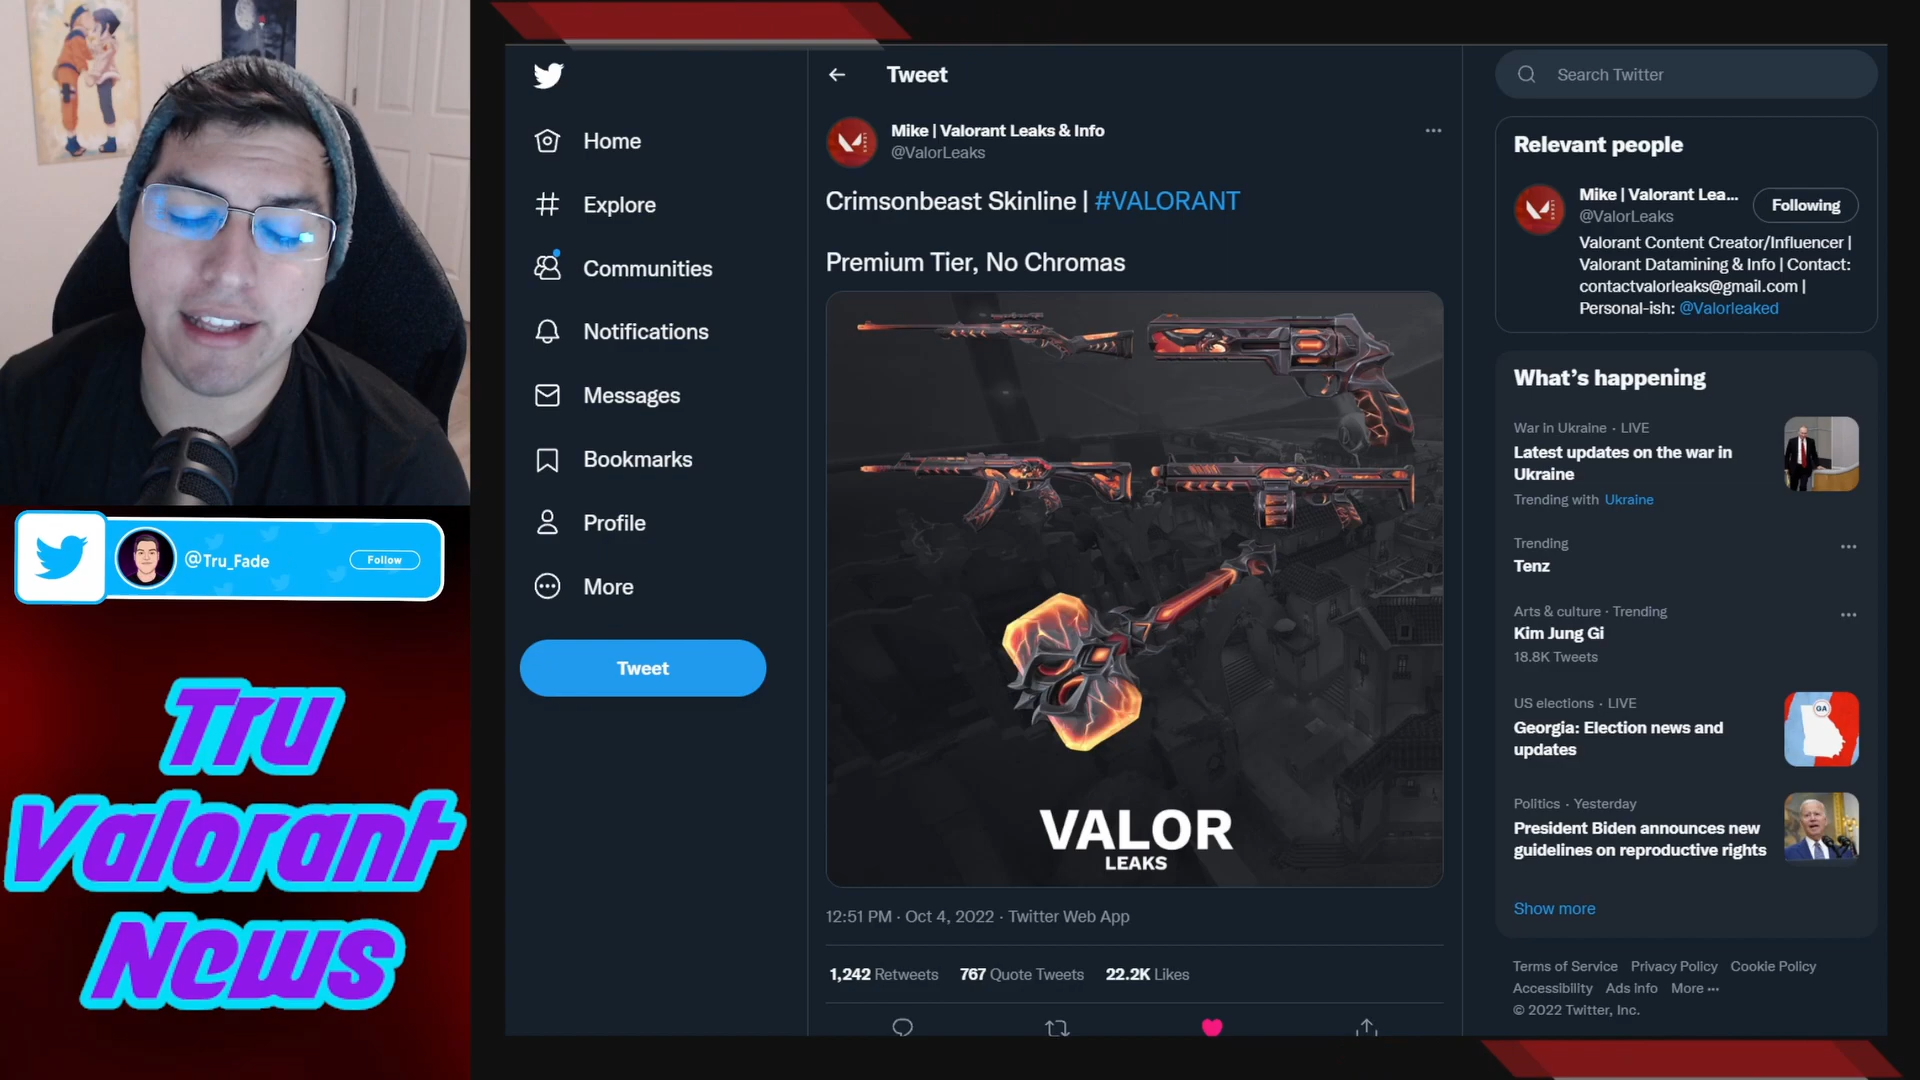 @Tru_Fade
Follow
Tru
Valorant
News
Home
Explore
Communities
Notifications
Messages
Bookmarks
Profile
More
Tweet
Tweet
Mike | Valorant Leaks & Info
@ValorLeaks
Crimsonbeast Skinline | #VALORANT
Premium Tier, No Chromas
VALOR
LEAKS
12:51 PM · Oct 4, 2022 · Twitter Web App
1,242 Retweets 767 Quote Tweets 22.2K Likes
Search Twitter
Relevant people
Mike | Valorant Lea...
Following
@ValorLeaks
Valorant Content Creator/Influencer |
Valorant Datamining & Info | Contact:
contactvalorleaks@gmail.com |
Personal-ish: @Valorleaked
What's happening
War in Ukraine · LIVE
Latest updates on the war in
Ukraine
Trending with Ukraine
Trending
Tenz
Arts & culture · Trending
Kim Jung Gi
18.8K Tweets
US elections · LIVE
Georgia: Election news and
updates
GA
Politics · Yesterday
President Biden announces new
guidelines on reproductive rights
Show more
Terms of Service Privacy Policy Cookie Policy
Accessibility Ads info More ···
© 2022 Twitter, Inc.